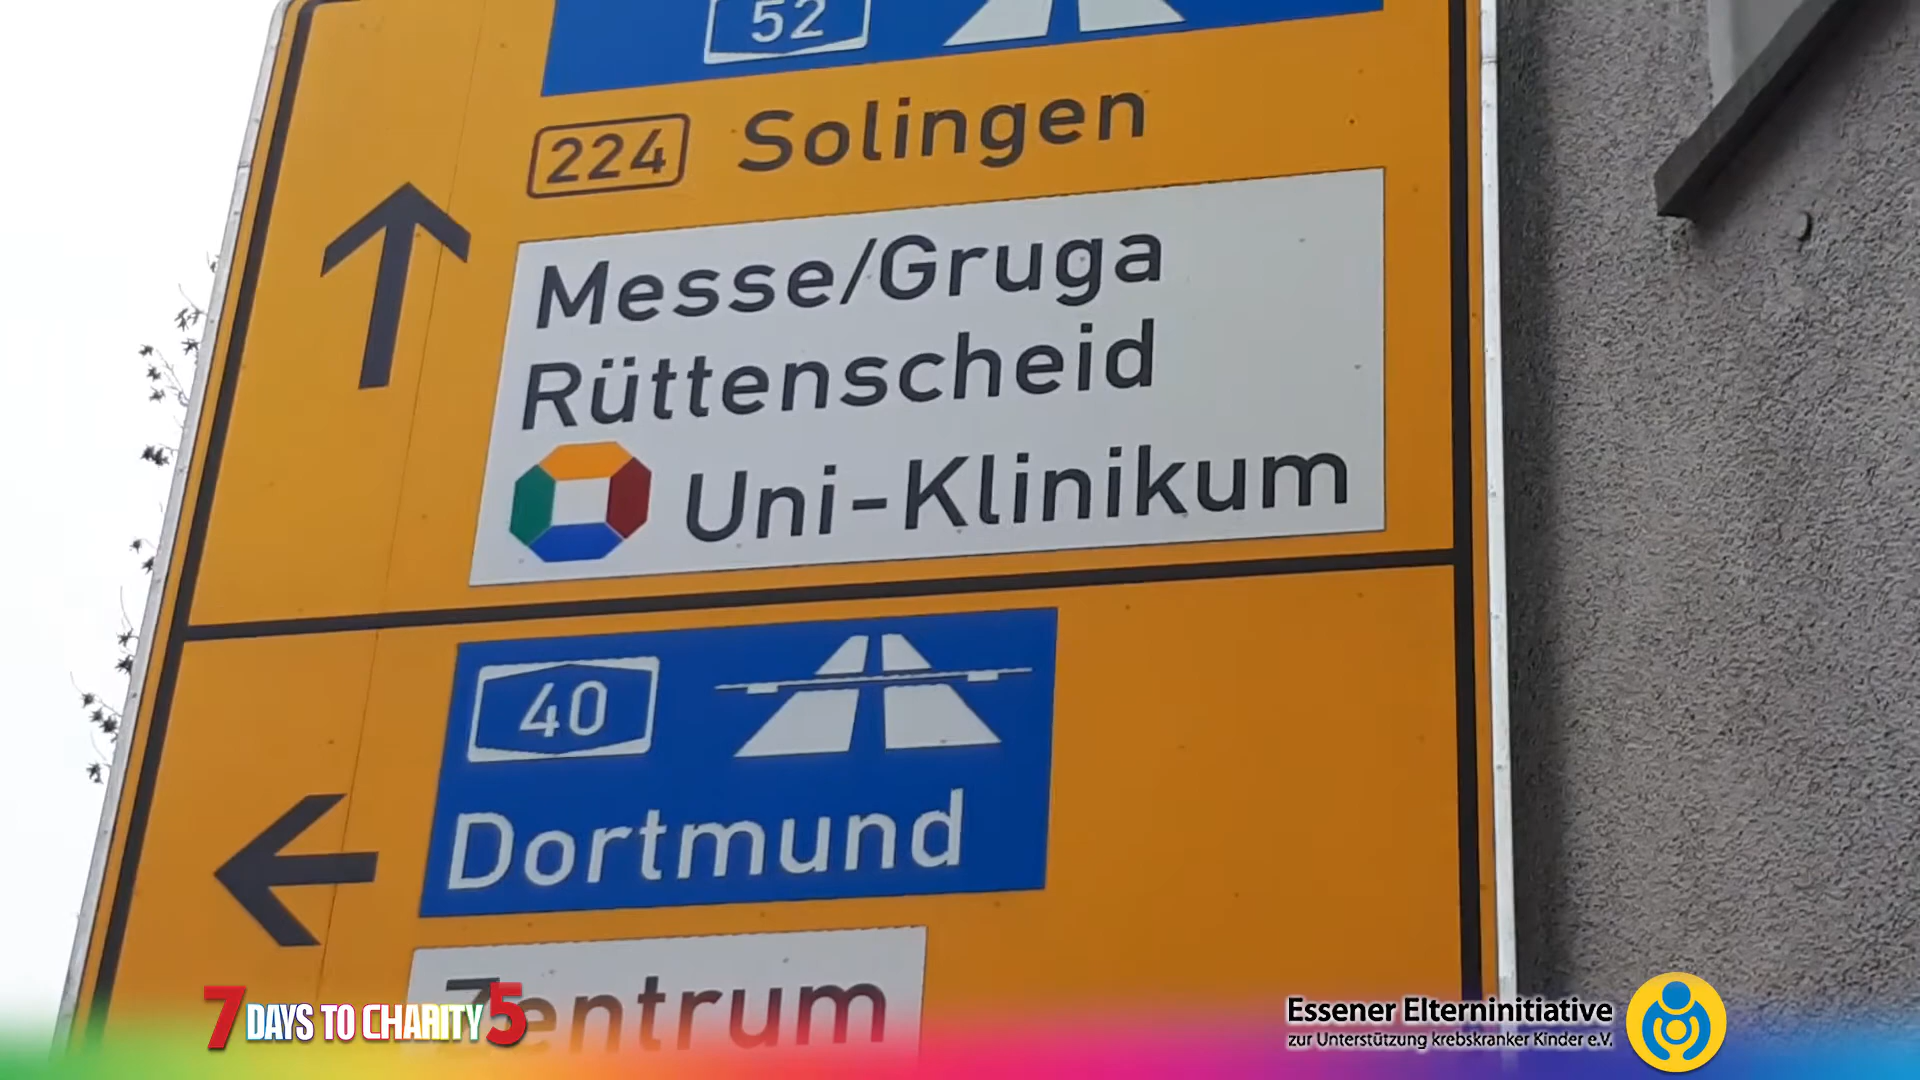 52
224 Solingen
Messe/Gruga
Rüttenscheid
Uni-Klinikum
40
Dortmund
Zentrum
7 DAYS TO CHARITY 5
Essener Elterninitiative
zur Unterstützung krebskranker Kinder e.V.